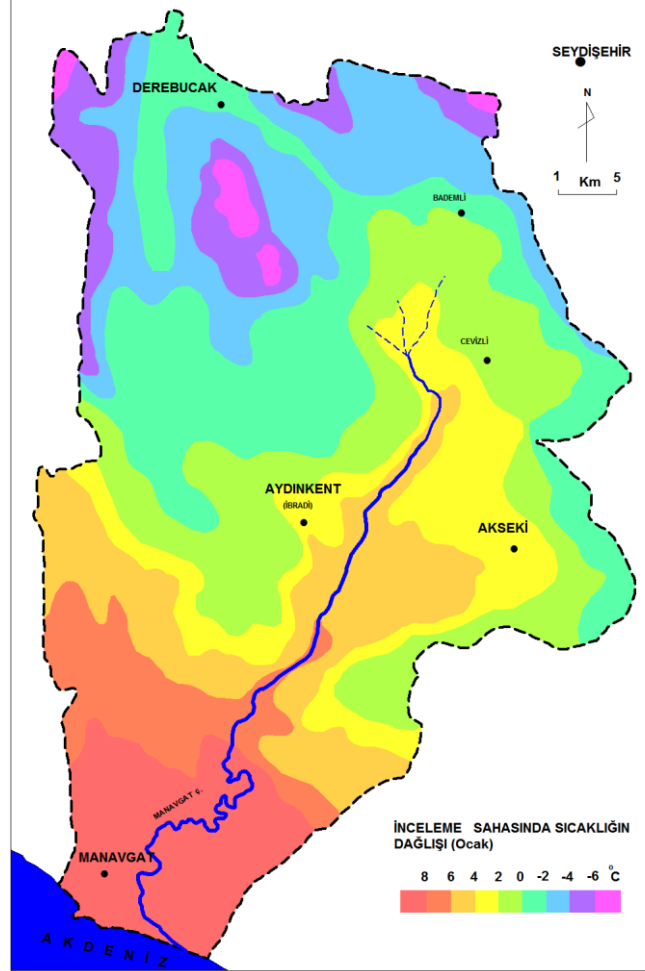 SEYDİŞEHİR
DEREBUCAK
N
1 Km 5
BADEMLİ
CEVİZLİ
AYDINKENT
(İBRADİ)
AKSEKİ
MANAVGAT ç.
İNCELEME SAHASINDA SICAKLIĞIN
DAĞLIŞI (Ocak)
MANAVGAT
8 6 4 2 0 -2 -4 -6 °C
AKDENİZ